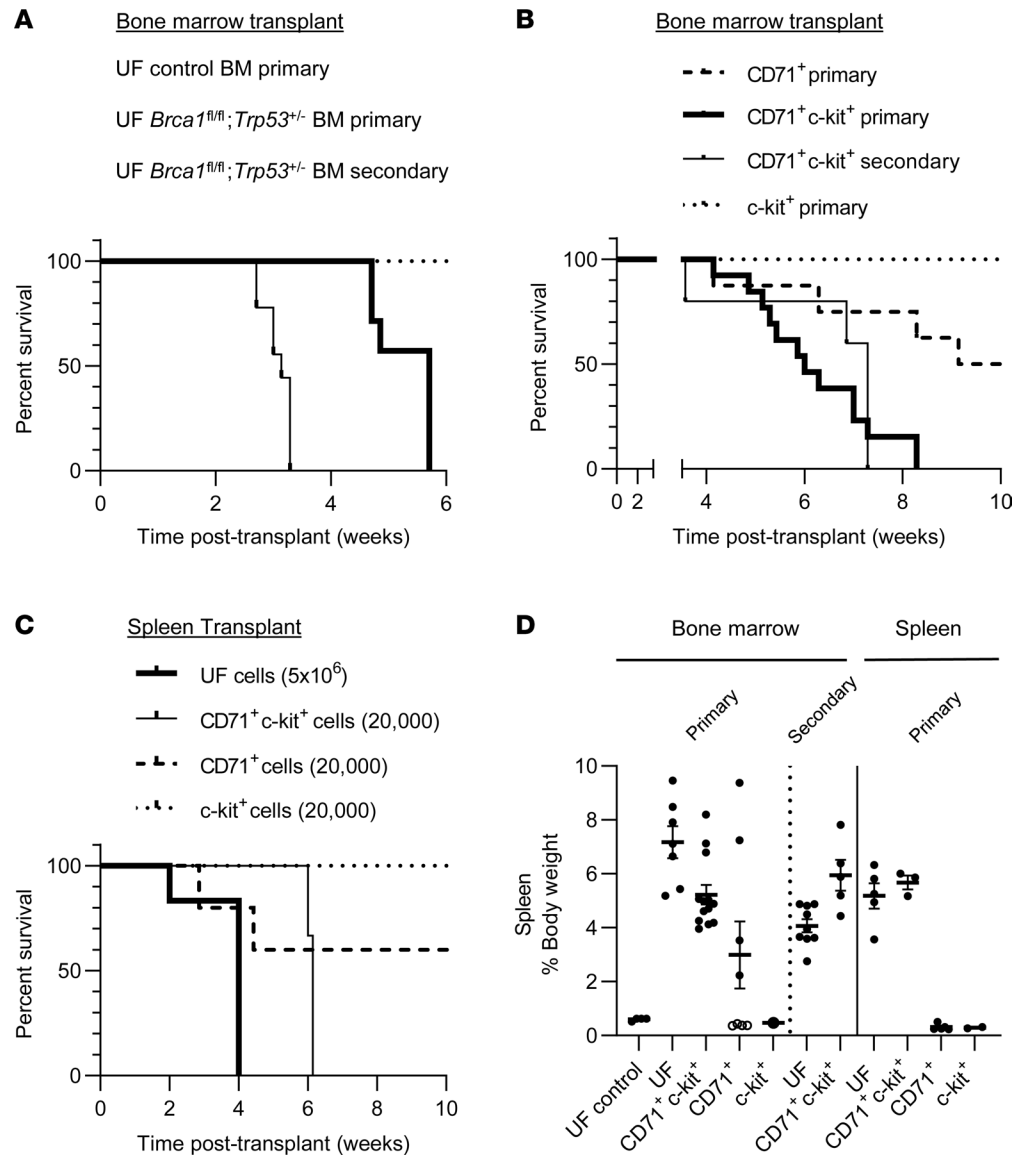 A
Bone marrow transplant
UF control BM primary
UF Brca1fl/fl;Trp53+/- BM primary
UF Brca1fl/fl;Trp53+/- BM secondary
Percent survival
100
50
0
0 2 4 6
Time post-transplant (weeks)
B
Bone marrow transplant
CD71+ primary
CD71+ c-kit+ primary
CD71+ c-kit+ secondary
c-kit+ primary
Percent survival
100
50
0
0 2 4 6 8 10
Time post-transplant (weeks)
C
Spleen Transplant
UF cells (5x10⁶)
CD71+ c-kit+ cells (20,000)
CD71+ cells (20,000)
c-kit+ cells (20,000)
Percent survival
100
50
0
0 2 4 6 8 10
Time post-transplant (weeks)
D
Bone marrow Spleen
Primary Secondary Primary
Spleen
% Body weight
10
8
6
4
2
0
UF control
UF
CD71+ c-kit+
CD71+
c-kit+
UF
CD71+ c-kit+
UF
CD71+ c-kit+
CD71+
c-kit+